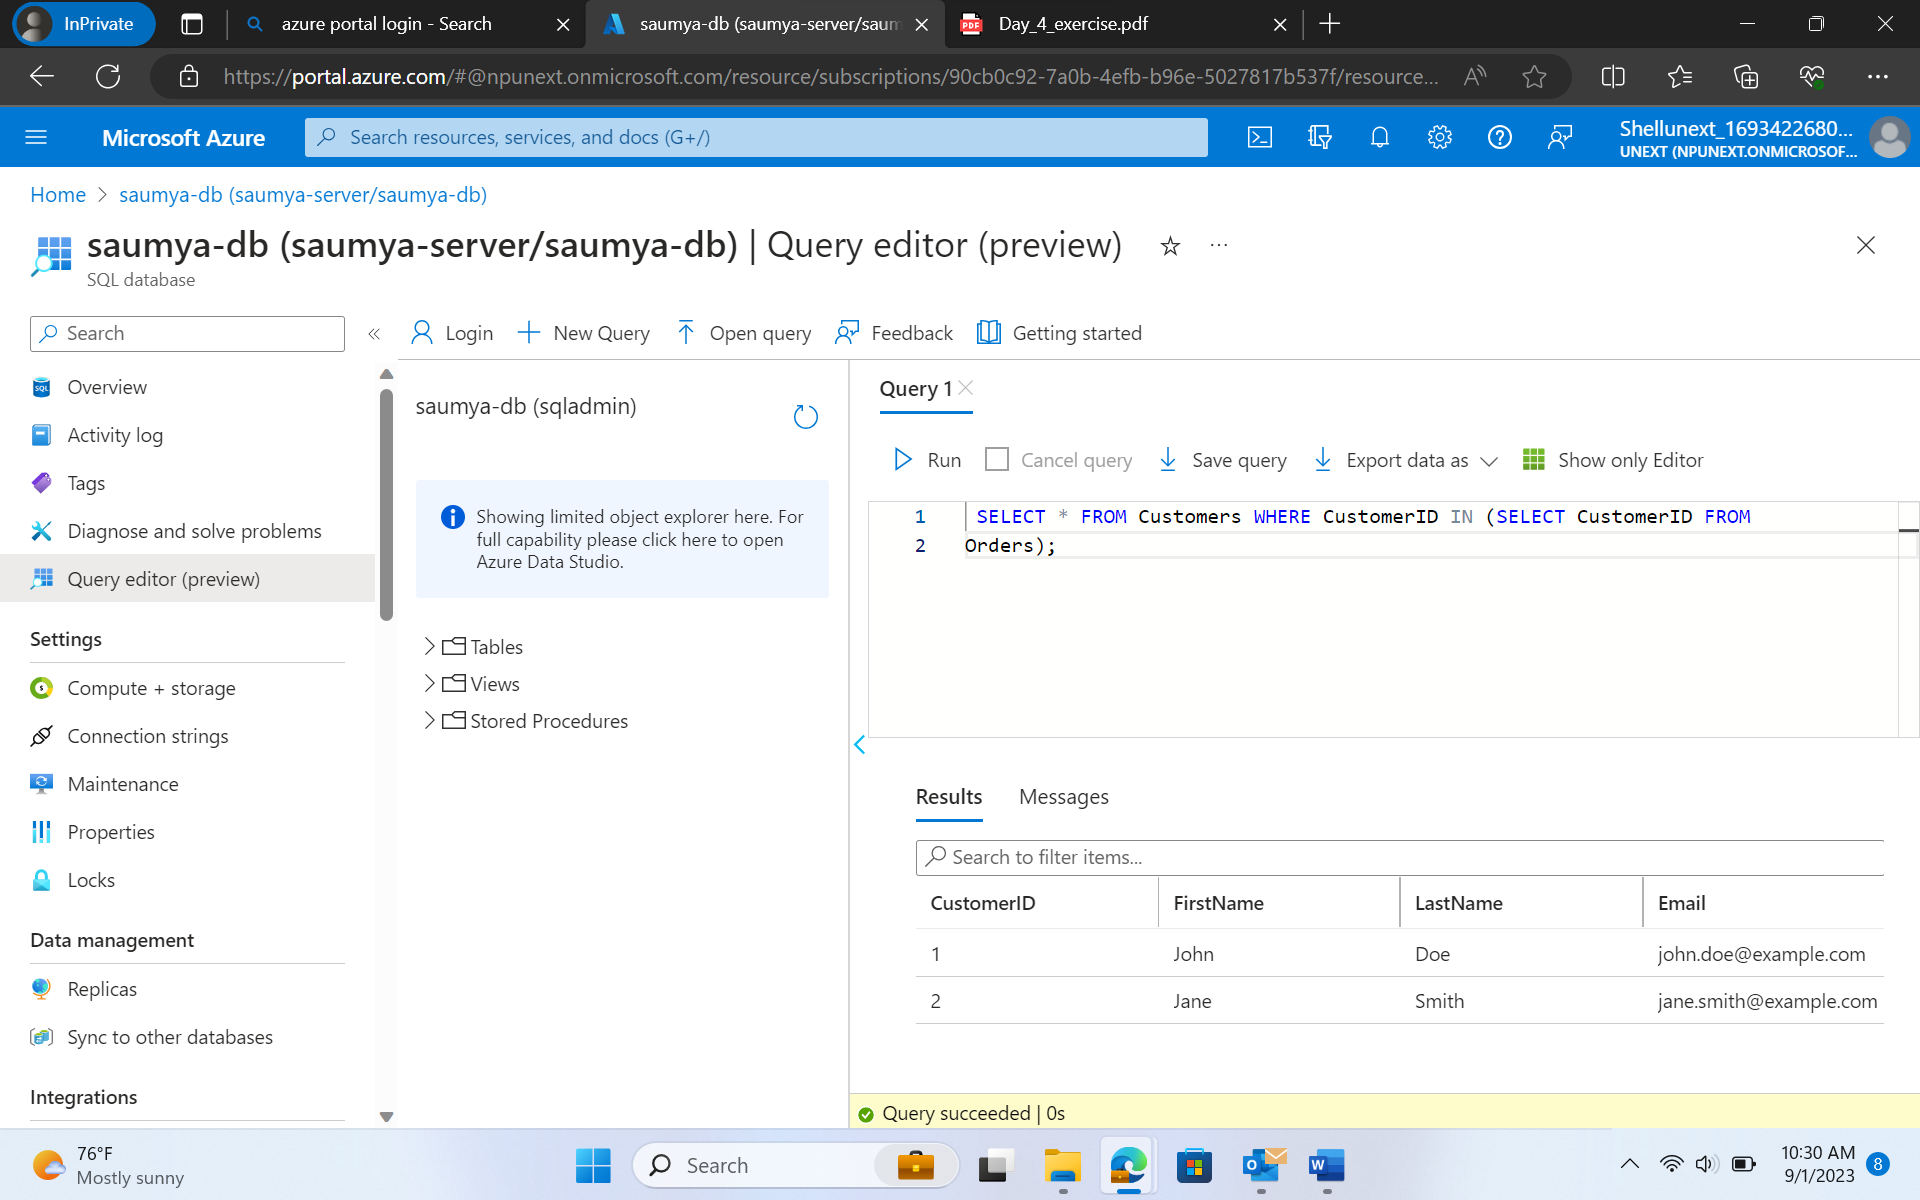 InPrivate
azure portal login - Search
saumya-db (saumya-server/saum
PDF
Day_4_exercise.pdf
https://portal.azure.com/#@npunext.onmicrosoft.com/resource/subscriptions/90cb0c92-7a0b-4efb-b96e-5027817b537f/resource...
Microsoft Azure
Search resources, services, and docs (G+/)
Shellunext_1693422680...
UNEXT (NPUNEXT.ONMICROSOF...
Home > saumya-db (saumya-server/saumya-db)
saumya-db (saumya-server/saumya-db) | Query editor (preview)
SQL database
Search
Login
New Query
Open query
Feedback
Getting started
SQL
Overview
Activity log
Tags
Diagnose and solve problems
Query editor (preview)
Settings
Compute + storage
Connection strings
Maintenance
Properties
Locks
Data management
Replicas
Sync to other databases
Integrations
saumya-db (sqladmin)
Showing limited object explorer here. For
full capability please click here to open
Azure Data Studio.
Tables
Views
Stored Procedures
Query 1
Run
Cancel query
Save query
Export data as
Show only Editor
1 SELECT * FROM Customers WHERE CustomerID IN (SELECT CustomerID FROM
2 Orders);
Results
Messages
Search to filter items...
CustomerID FirstName LastName Email
1 John Doe john.doe@example.com
2 Jane Smith jane.smith@example.com
Query succeeded | 0s
76°F
Mostly sunny
Search
10:30 AM
9/1/2023
8